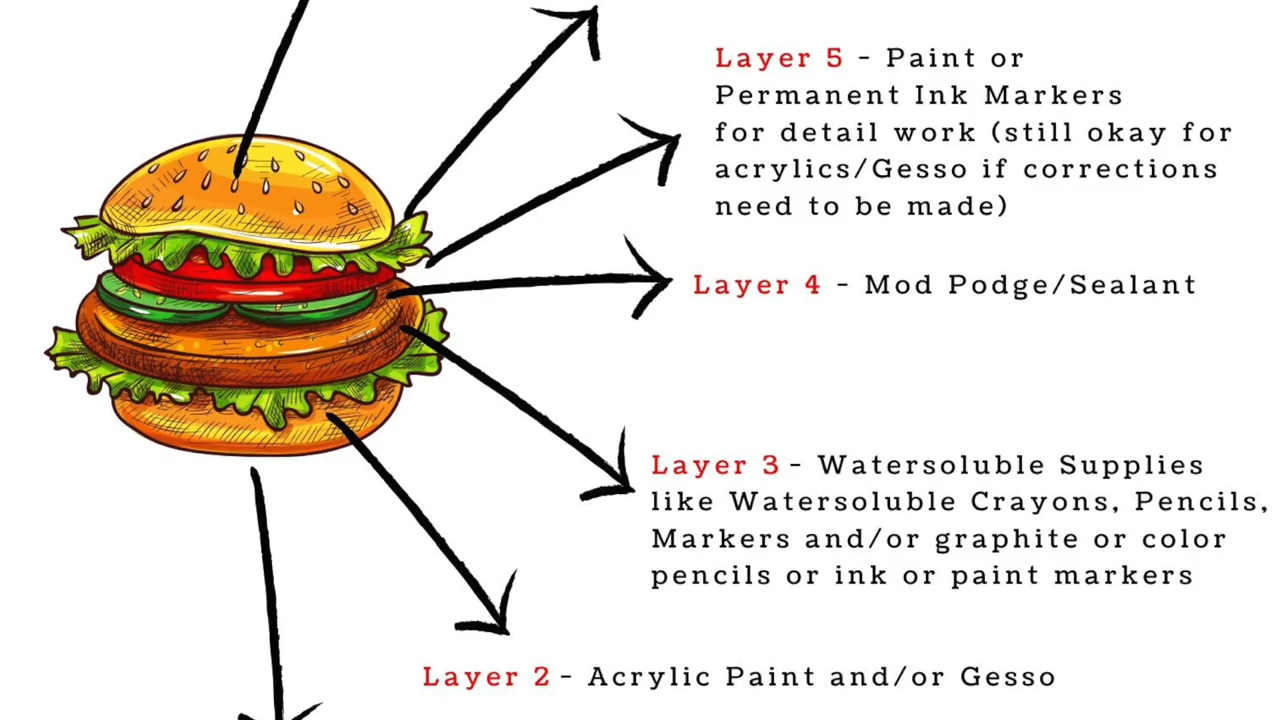 Layer 5 - Paint or
Permanent Ink Markers
for detail work (still okay for
acrylics/Gesso if corrections
need to be made)
Layer 4 - Mod Podge/Sealant
Layer 3 - Watersoluble Supplies
like Watersoluble Crayons, Pencils,
Markers and/or graphite or color
pencils or ink or paint markers
Layer 2 - Acrylic Paint and/or Gesso